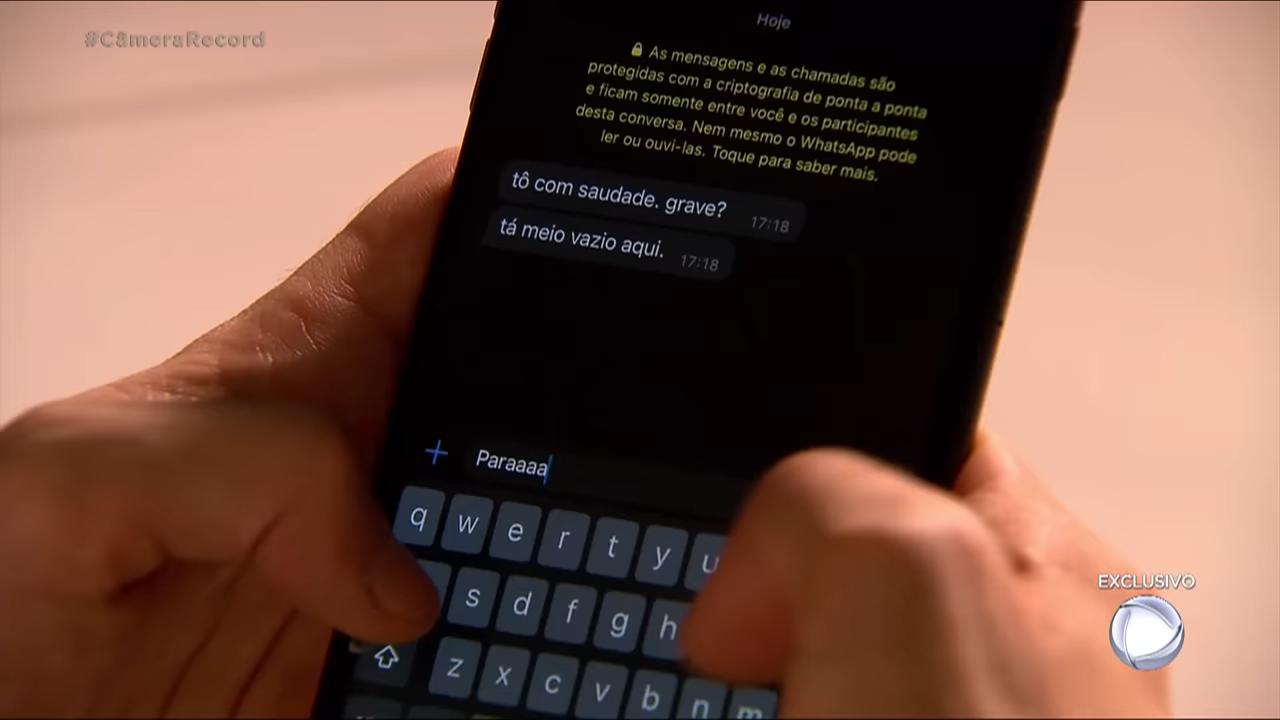 #CâmeraRecord
Hoje
As mensagens e as chamadas são
protegidas com a criptografia de ponta a ponta
e ficam somente entre você e os participantes
desta conversa. Nem mesmo o WhatsApp pode
ler ou ouvi-las. Toque para saber mais.
tô com saudade. grave? 17:18
tá meio vazio aqui. 17:18
+ Paraaaa
q w e r t y u
s d f g h
z x c v b n m
EXCLUSIVO